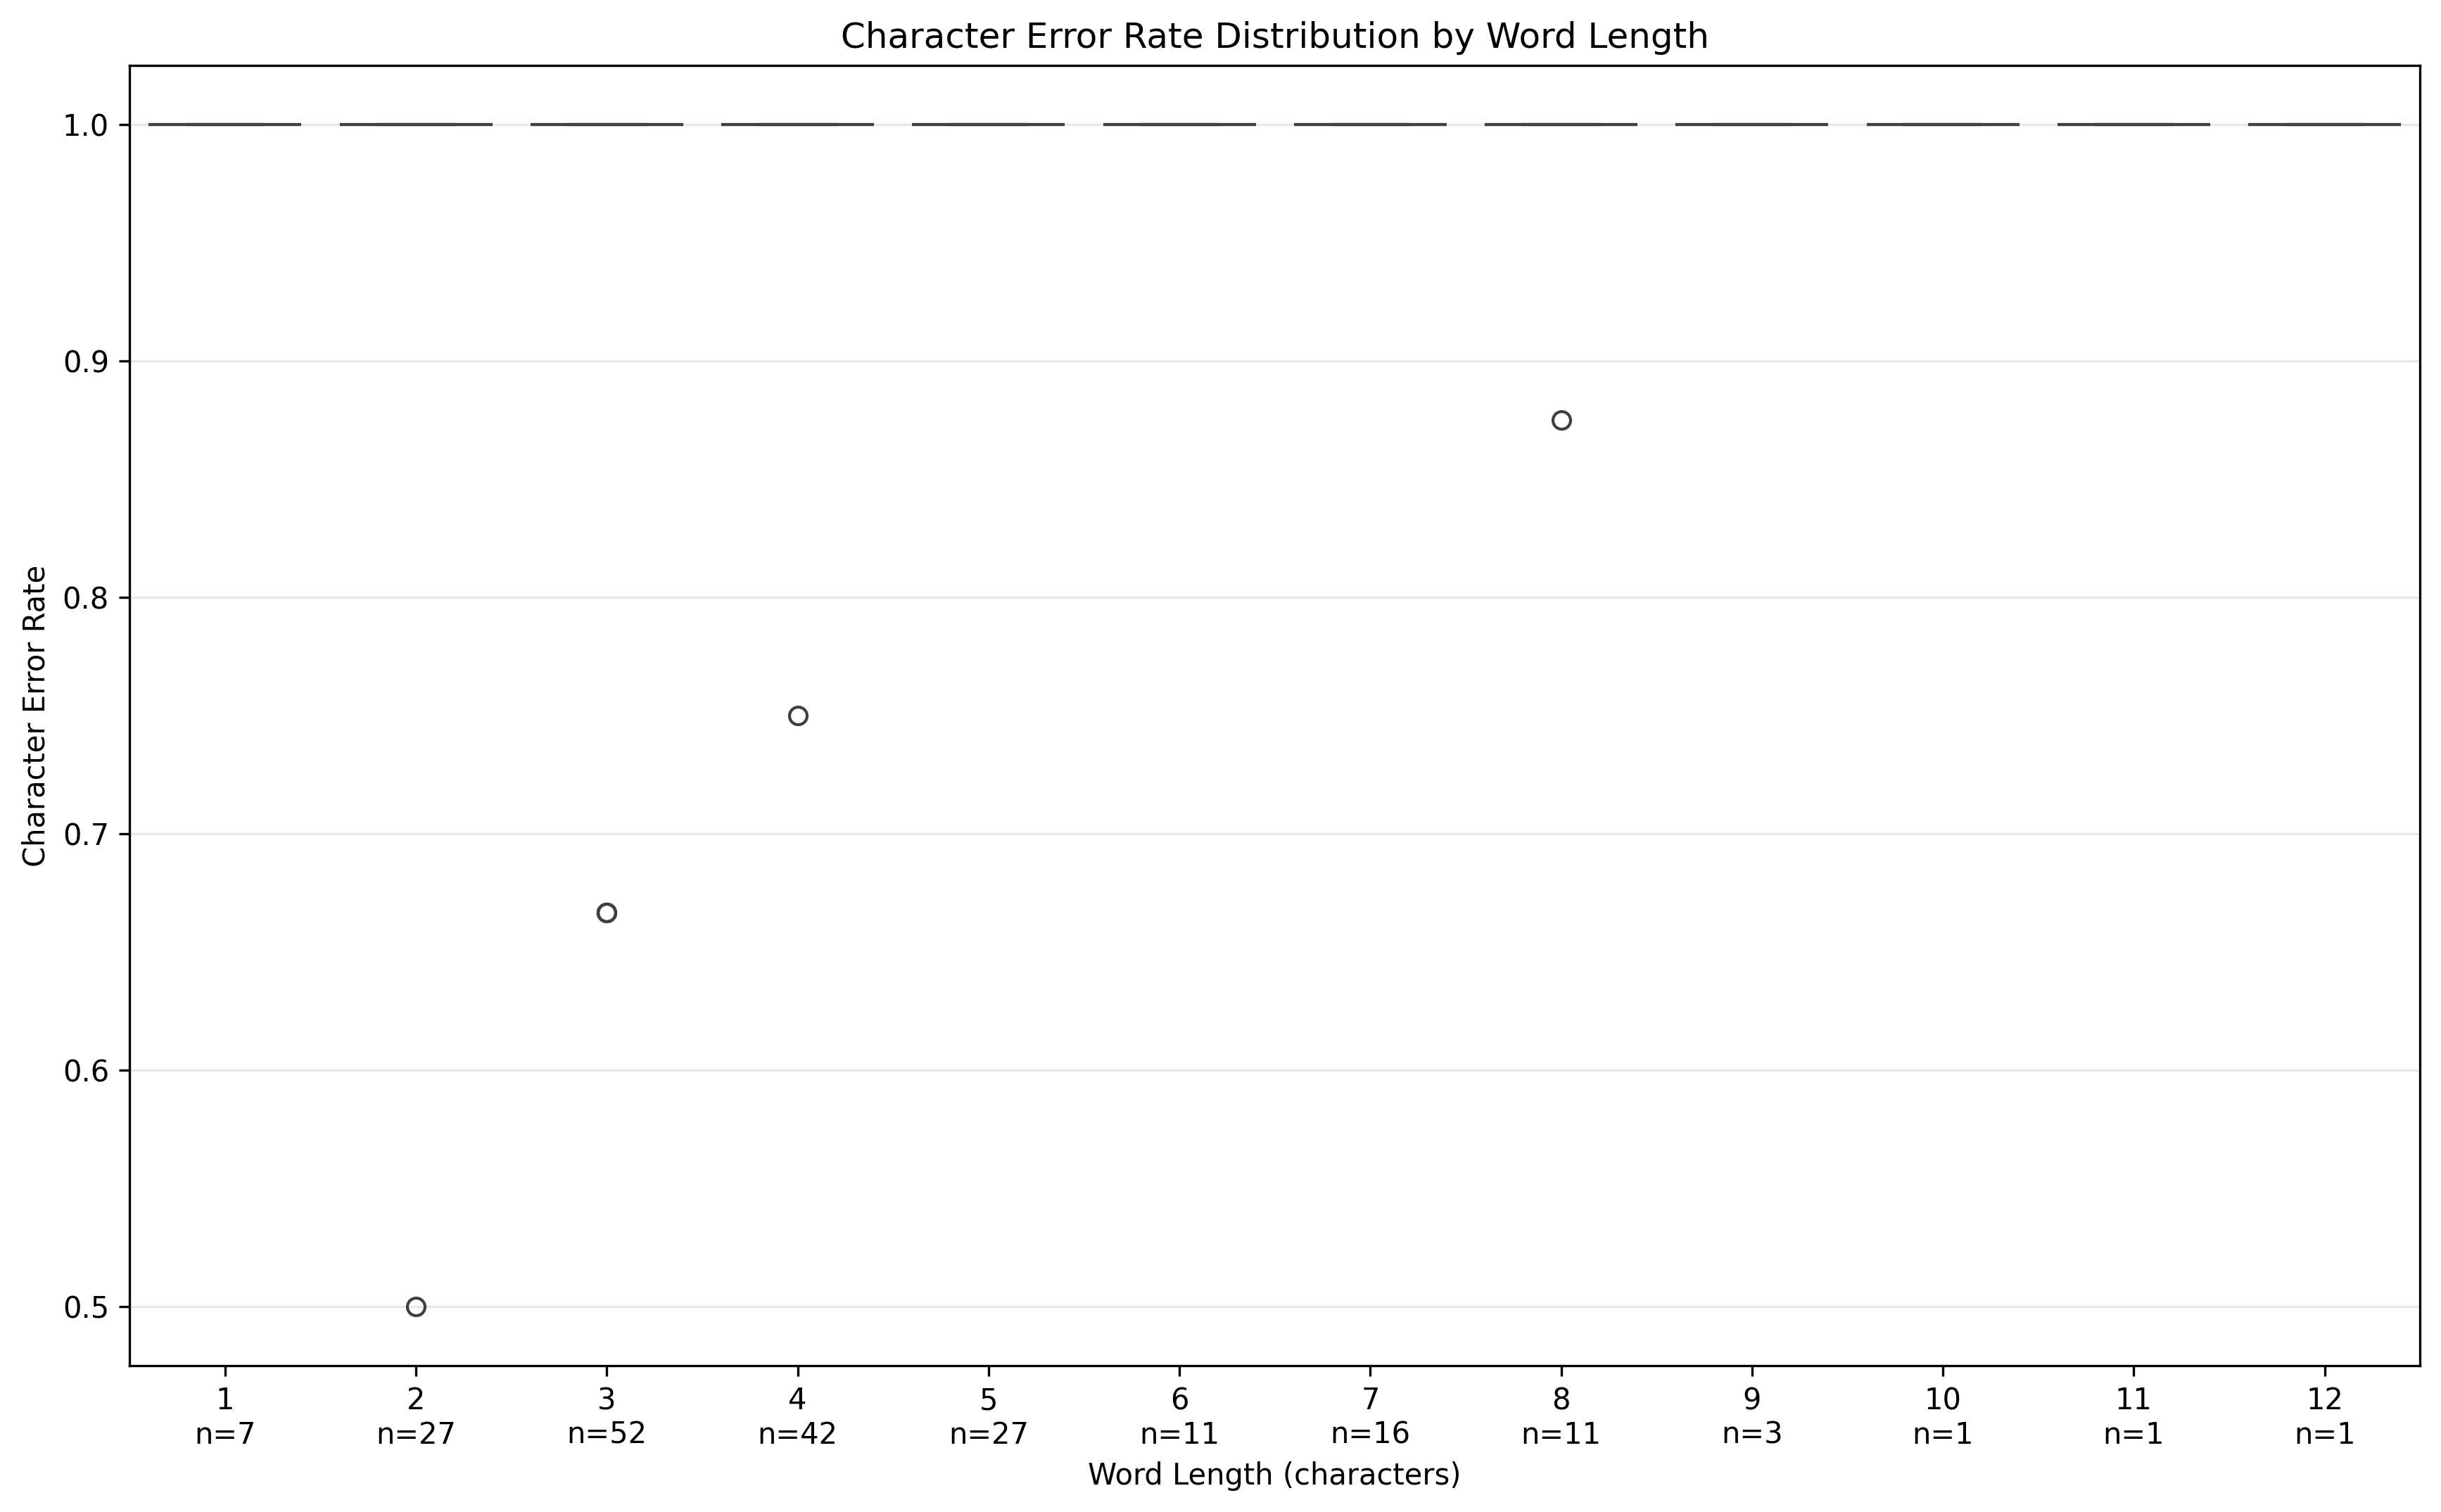 Character Error Rate Distribution by Word Length
Character Error Rate
1.0
0.9
0.8
0.7
0.6
0.5
1 2 3 4 5 6 7 8 9 10 11 12
n=7 n=27 n=52 n=42 n=27 n=11 n=16 n=11 n=3 n=1 n=1 n=1
Word Length (characters)